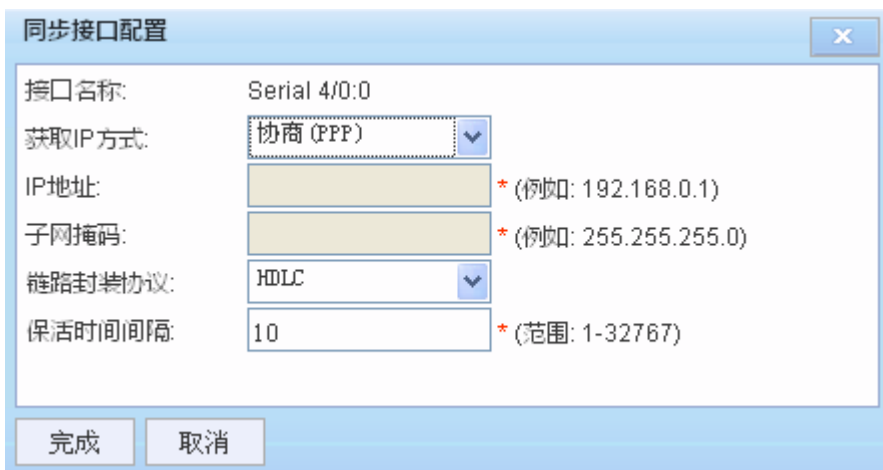 同步接口配置
接口名称: Serial 4/0:0
获取IP方式: 协商(PPP)
IP地址: * (例如: 192.168.0.1)
子网掩码: * (例如: 255.255.255.0)
链路封装协议: HDLC
保活时间间隔: 10 * (范围: 1-32767)
完成 取消